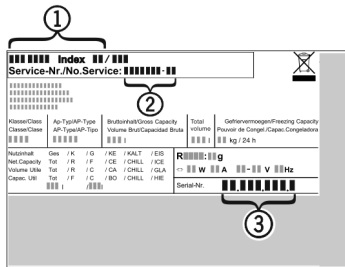 1
Index /
Service-Nr./No.Service: -
2
Klasse/Class Ap-Typ/AP-Type Bruttoinhalt/Gross Capacity Total Gefriervermoegen/Freezing Capacity
Classe/Class AP-Type/AP-Tipo Volume Brut/Capacidad Bruta volume Pouvoir de Congel./Capac.Congeladora
l l kg / 24 h
Nutzinhalt Ges / K / G / KE / KALT / EIS
Net.Capacity Tot / R / F / CE / CHILL / ICE
Volume Utile Tot / R / C / CA / CHILL / GLA
Capac. Util Tot / F / C / BO / CHILL / HIE
l / l
R : g
W A - V Hz
Serial-Nr. . . .
3